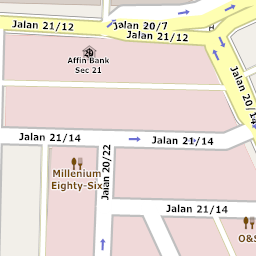 Jalan 21/12
Jalan 20/7
Jalan 21/12
Affin Bank
Sec 21
Jalan 20/1
Jalan 21/14
Jalan 21/14
Jalan 20/22
Millenium
Eighty-Six
Jalan 21/14
O&S